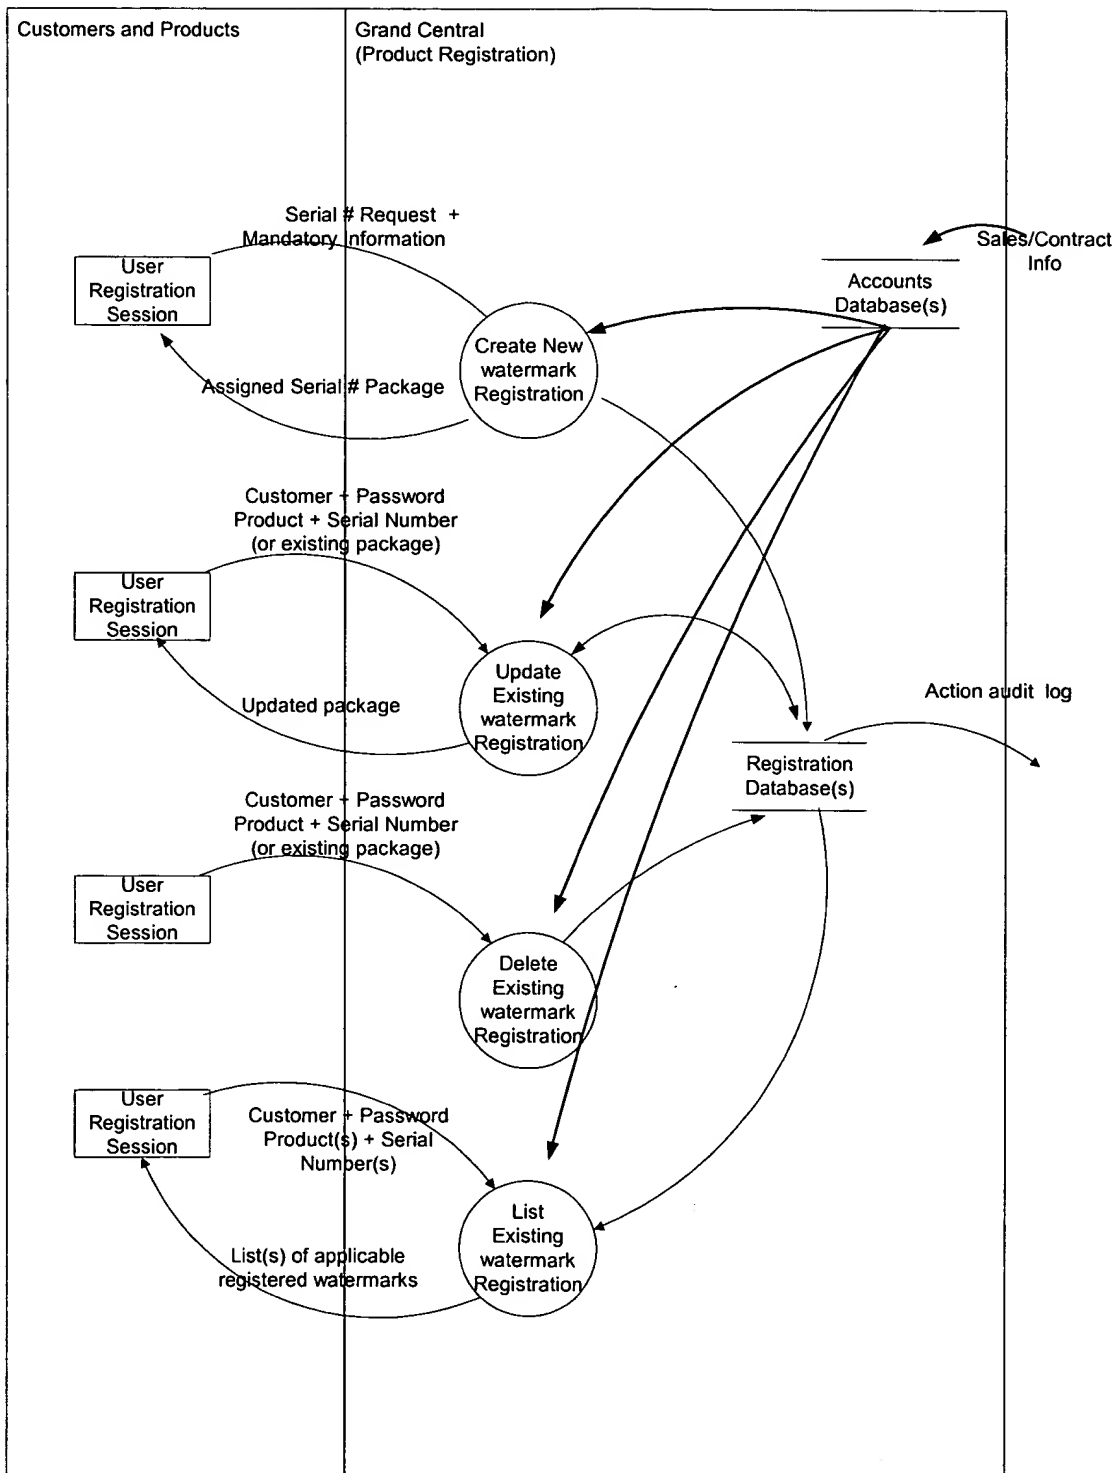 Customers and Products
Grand Central
(Product Registration)
Serial # Request +
Mandatory Information
Sales/Contract
Info
User
Registration
Session
Accounts
Database(s)
Create New
watermark
Registration
Assigned Serial # Package
Customer + Password
Product + Serial Number
(or existing package)
User
Registration
Session
Update
Existing
watermark
Registration
Updated package
Action audit log
Registration
Database(s)
Customer + Password
Product + Serial Number
(or existing package)
User
Registration
Session
Delete
Existing
watermark
Registration
User
Registration
Session
Customer + Password
Product(s) + Serial
Number(s)
List
Existing
watermark
Registration
List(s) of applicable
registered watermarks